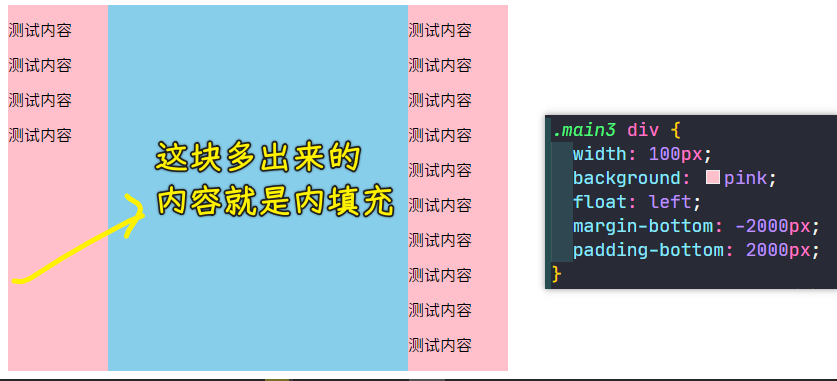 测试内容
测试内容
测试内容
测试内容
这块多出来的
内容就是内填充
测试内容
测试内容
测试内容
测试内容
测试内容
测试内容
测试内容
测试内容
测试内容
测试内容
.main3 div {
width: 100px;
background: pink;
float: left;
margin-bottom: -2000px;
padding-bottom: 2000px;
}